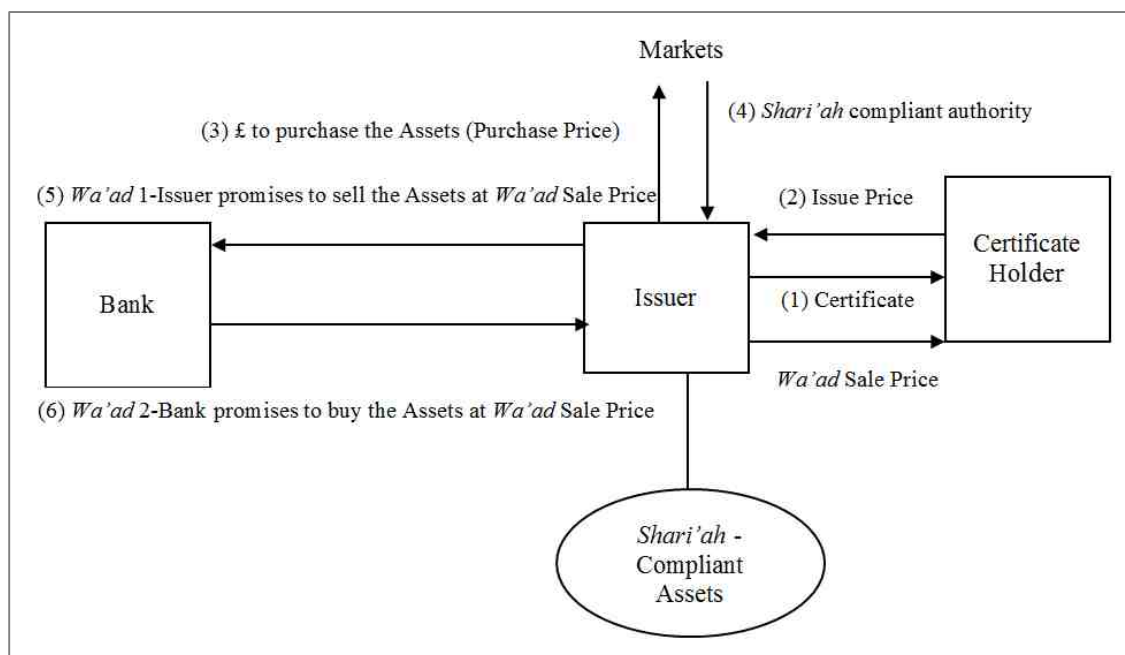 Markets
(4) Shari’ah compliant authority
(3) £ to purchase the Assets (Purchase Price)
(5) Wa’ad 1-Issuer promises to sell the Assets at Wa’ad Sale Price
(2) Issue Price
Certificate
Holder
Bank
Issuer
(1) Certificate
Wa’ad Sale Price
(6) Wa’ad 2-Bank promises to buy the Assets at Wa’ad Sale Price
Shari’ah -
Compliant
Assets